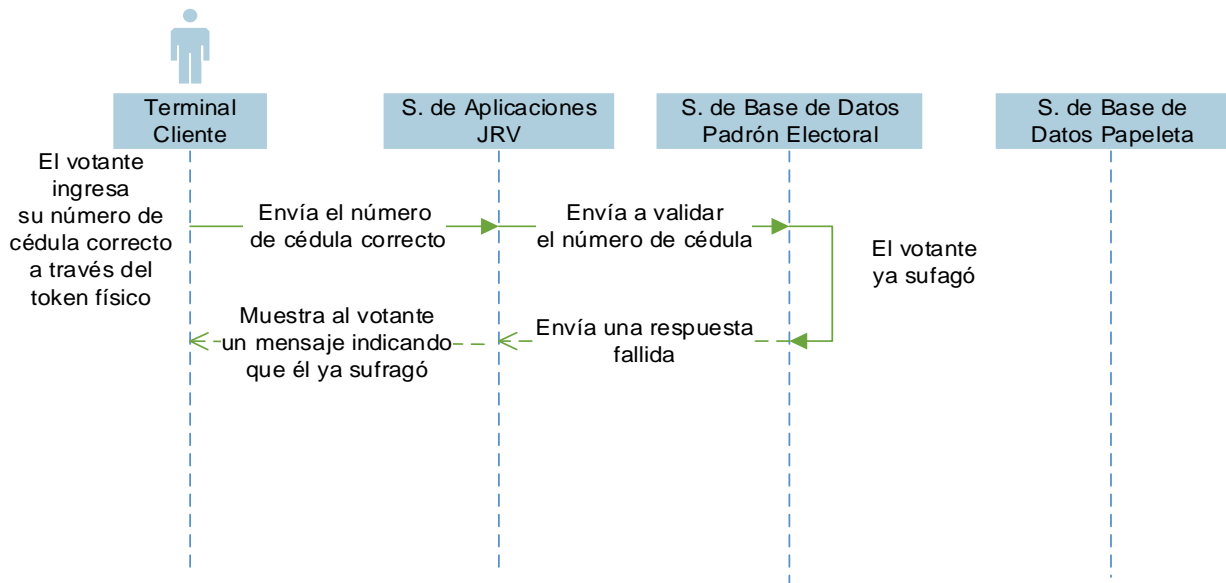 Terminal
Cliente
S. de Aplicaciones
JRV
S. de Base de Datos
Padrón Electoral
S. de Base de
Datos Papeleta
El votante
ingresa
su número de
cédula correcto
a través del
token físico
Envía el número
de cédula correcto
Envía a validar
el número de cédula
El votante
ya sufagó
Envía una respuesta
fallida
Muestra al votante
un mensaje indicando
que él ya sufragó